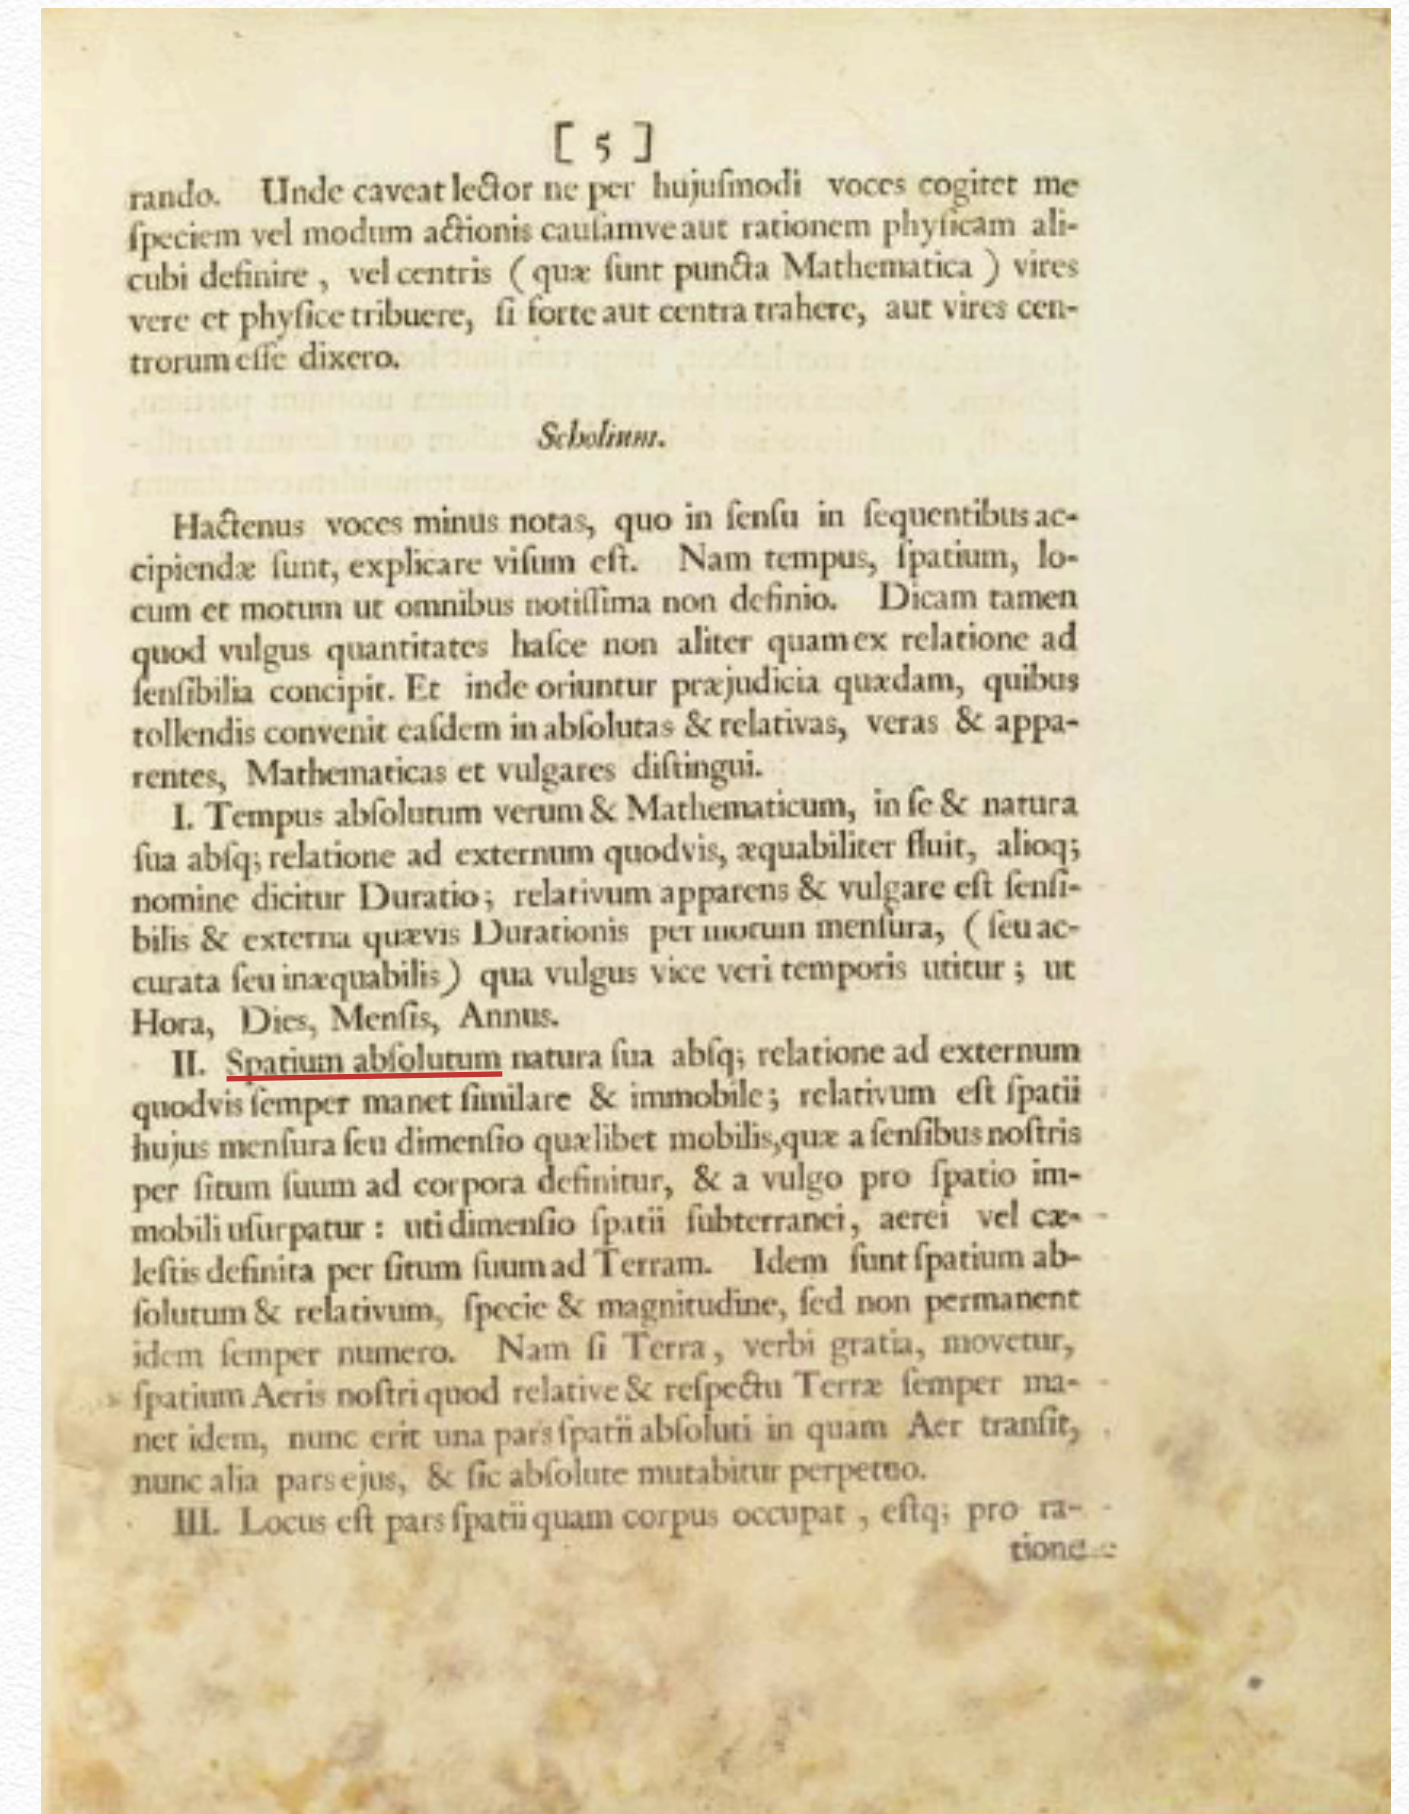 [ 5 ]
rando. Unde caveat lector ne per hujuſmodi voces cogitet me
ſpeciem vel modum actionis cauſamve aut rationem phyſicam ali-
cubi definire , vel centris ( quæ ſunt puncta Mathematica ) vires
vere et phyſice tribuere, ſi forte aut centra trahere, aut vires cen-
trorum eſſe dixero.
Scholium.
Hactenus voces minus notas, quo in ſenſu in ſequentibus ac-
cipiendæ ſunt, explicare viſum eſt. Nam tempus, ſpatium, lo-
cum et motum ut omnibus notiſſima non definio. Dicam tamen
quod vulgus quantitates haſce non aliter quam ex relatione ad
ſenſibilia concipit. Et inde oriuntur præjudicia quædam, quibus
tollendis convenit eaſdem in abſolutas & relativas, veras & appa-
rentes, Mathematicas et vulgares diſtingui.
I. Tempus abſolutum verum & Mathematicum, in ſe & natura
ſua abſq; relatione ad externum quodvis, æquabiliter fluit, alioq;
nomine dicitur Duratio; relativum apparens & vulgare eſt ſenſi-
bilis & externa quævis Durationis per motum menſura, ( ſeu ac-
curata ſeu inæquabilis) qua vulgus vice veri temporis utitur ; ut
Hora, Dies, Menſis, Annus.
II. Spatium abſolutum natura ſua abſq; relatione ad externum
quodvis ſemper manet ſimilare & immobile; relativum eſt ſpatii
hujus menſura ſeu dimenſio quælibet mobilis,quæ a ſenſibus noſtris
per ſitum ſuum ad corpora definitur, & a vulgo pro ſpatio im-
mobili uſurpatur : uti dimenſio ſpatii ſubterranei, aerei vel cæ-
leſtis definita per ſitum ſuum ad Terram. Idem ſunt ſpatium ab-
ſolutum & relativum, ſpecie & magnitudine, ſed non permanent
idem ſemper numero. Nam ſi Terra, verbi gratia, movetur,
ſpatium Aeris noſtri quod relative & reſpectu Terræ ſemper ma-
net idem, nunc erit una pars ſpatii abſoluti in quam Aer tranſit,
nunc alia pars ejus, & ſic abſolute mutabitur perpetuo.
III. Locus eſt pars ſpatii quam corpus occupat , eſtq; pro ra-
tione